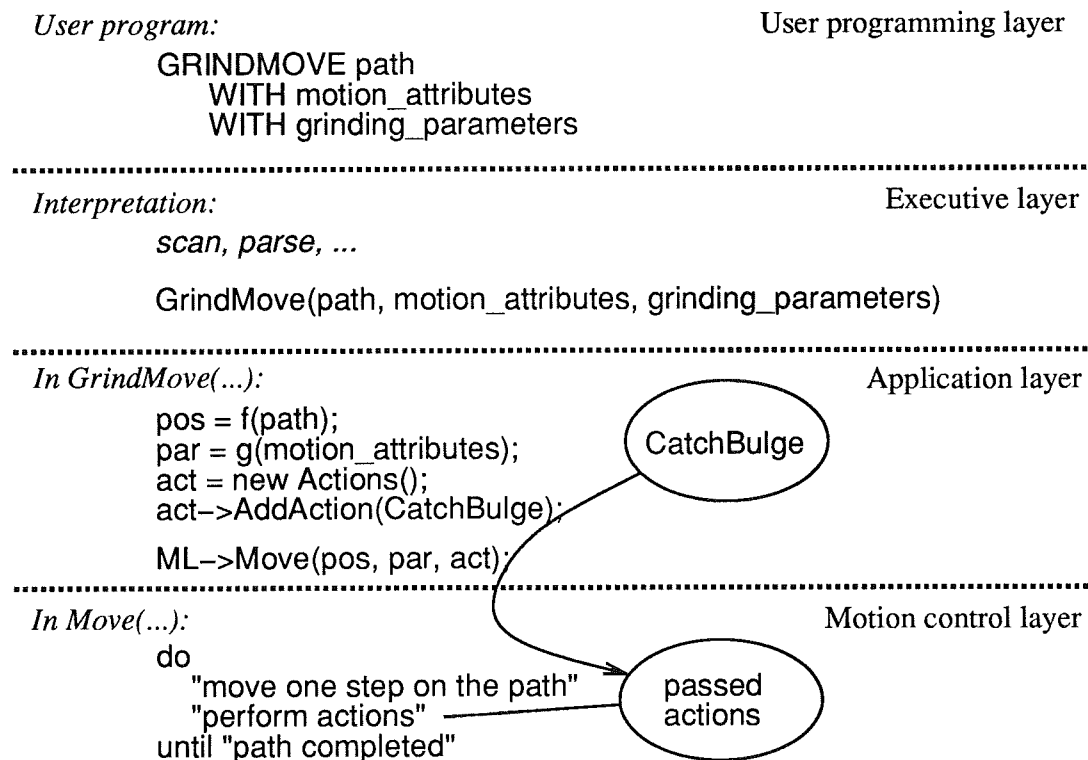 User program:
User programming layer
GRINDMOVE path
WITH motion_attributes
WITH grinding_parameters
Interpretation:
Executive layer
scan, parse, ...
GrindMove(path, motion_attributes, grinding_parameters)
In GrindMove(...):
Application layer
pos = f(path);
par = g(motion_attributes);
act = new Actions();
act–>AddAction(CatchBulge);
ML–>Move(pos, par, act);
CatchBulge
In Move(...):
Motion control layer
do
"move one step on the path"
"perform actions"
until "path completed"
passed
actions